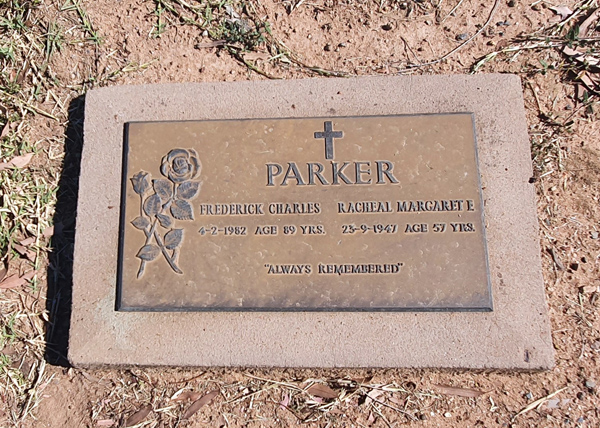 PARKER
FREDERICK CHARLES RACHEAL MARGARET E.
4-2-1982 AGE 89 YRS. 23-9-1947 AGE 57 YRS.
"ALWAYS REMEMBERED"